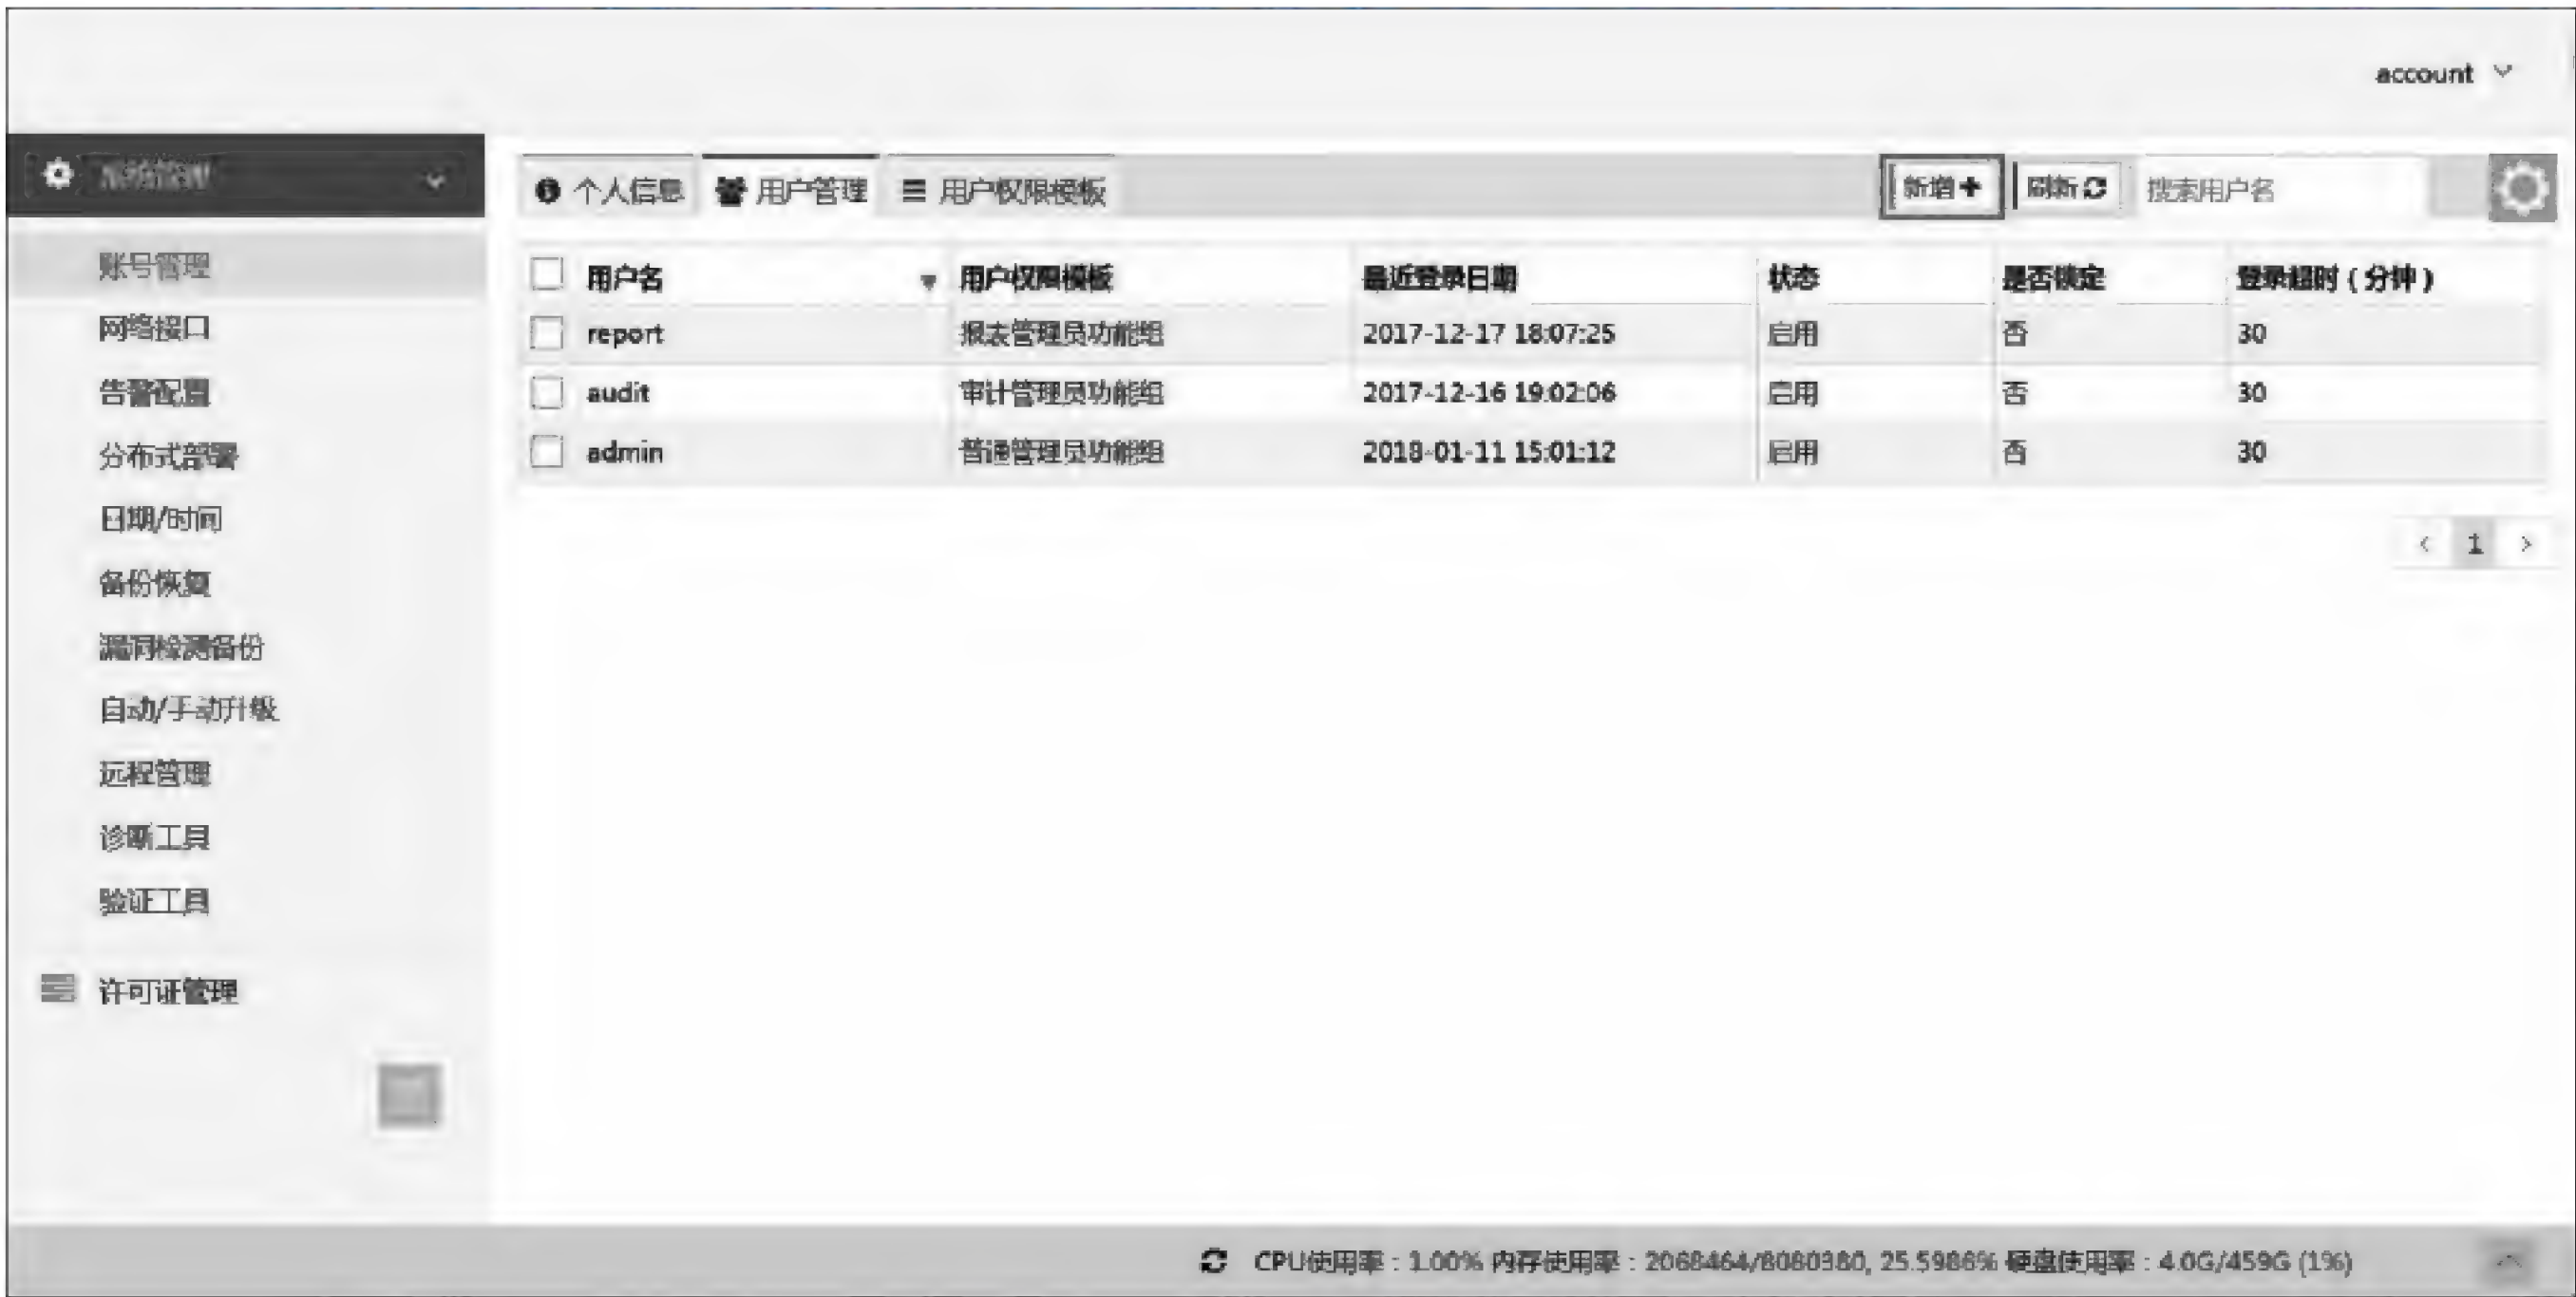 account
个人信息 用户管理 用户权限模板 新增 刷新 搜索用户名
账号管理
网络接口
告警配置
分布式部署
日期/时间
备份恢复
漏洞检测备份
自动/手动升级
远程管理
诊断工具
验证工具
许可证管理
用户名 用户权限模板 最近登录日期 状态 是否锁定 登录超时(分钟)
report 报表管理员功能组 2017-12-17 18:07:25 启用 否 30
audit 审计管理员功能组 2017-12-16 19:02:06 启用 否 30
admin 普通管理员功能组 2018-01-11 15:01:12 启用 否 30
< 1 >
CPU使用率:1.00% 内存使用率:2068464/8080380, 25.5986% 硬盘使用率:4.0G/459G (1%)